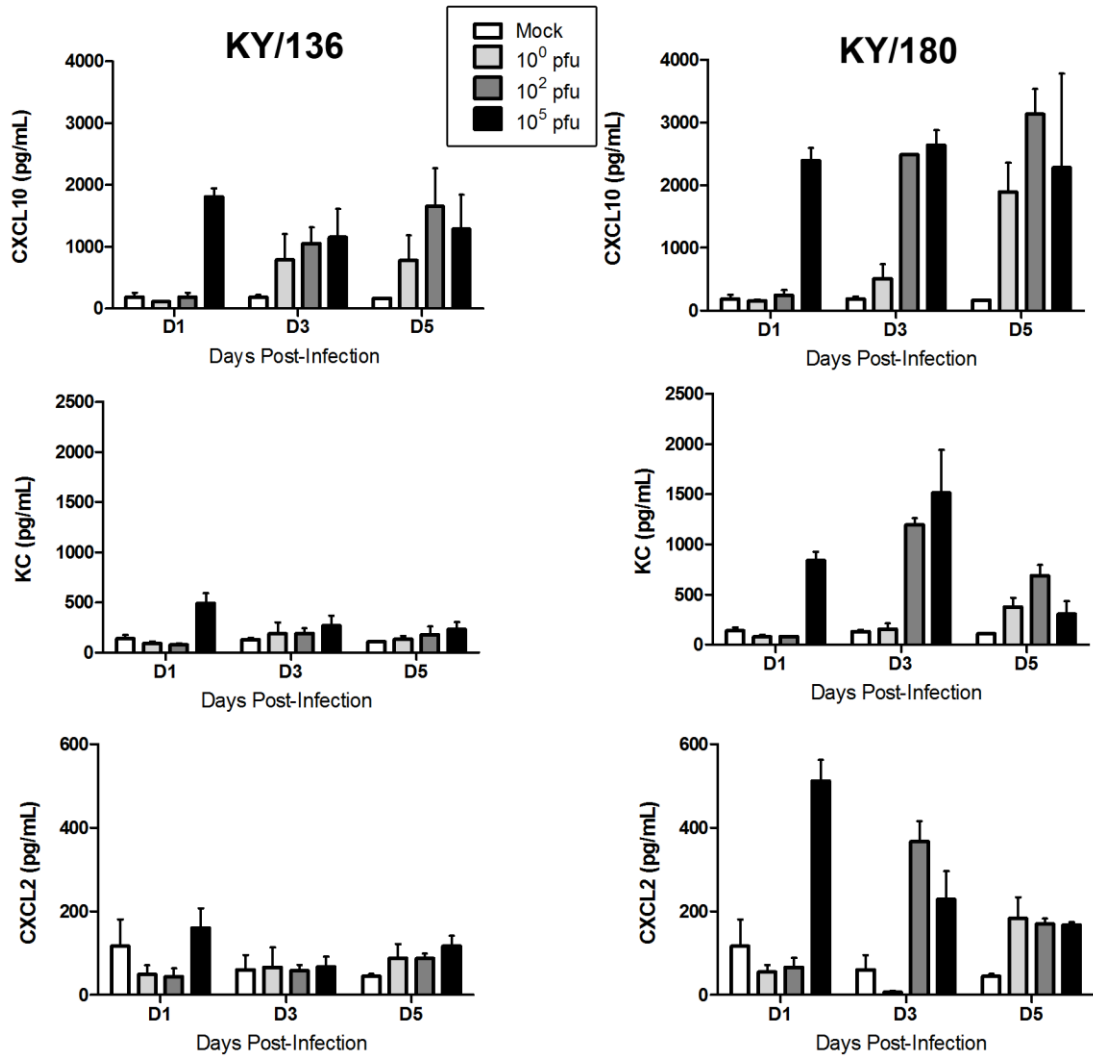 KY/136
Mock
10⁰ pfu
10² pfu
10⁵ pfu
KY/180
CXCL10 (pg/mL)
4000
3000
2000
1000
0
D1 D3 D5
Days Post-Infection
CXCL10 (pg/mL)
4000
3000
2000
1000
0
D1 D3 D5
Days Post-Infection
KC (pg/mL)
2500
2000
1500
1000
500
0
D1 D3 D5
Days Post-Infection
KC (pg/mL)
2500
2000
1500
1000
500
0
D1 D3 D5
Days Post-Infection
CXCL2 (pg/mL)
600
400
200
0
D1 D3 D5
Days Post-Infection
CXCL2 (pg/mL)
600
400
200
0
D1 D3 D5
Days Post-Infection